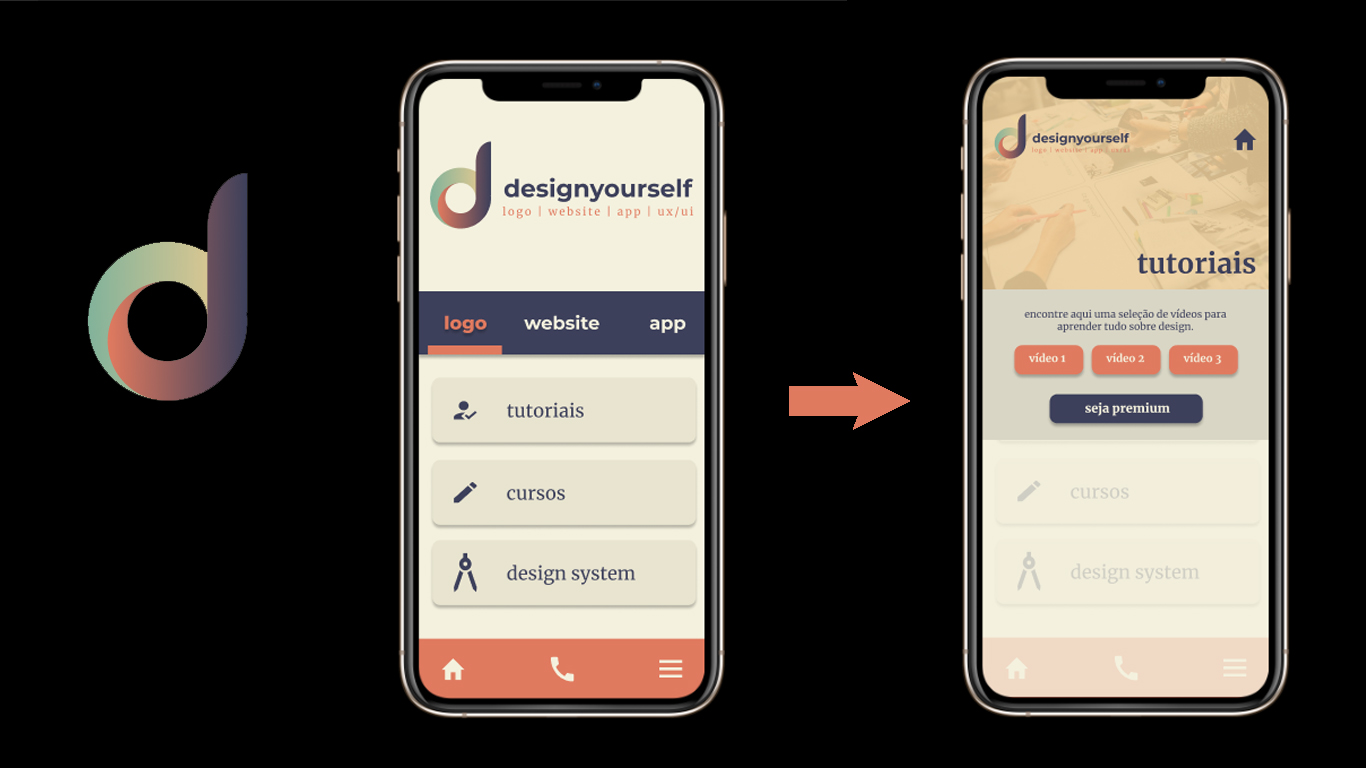 designyourself
logo | website | app | ux/ui
logo website app
tutoriais
cursos
design system
designyourself
logo | website | app | ux/ui
tutoriais
encontre aqui uma seleção de vídeos para
aprender tudo sobre design.
vídeo 1 vídeo 2 vídeo 3
seja premium
cursos
design system